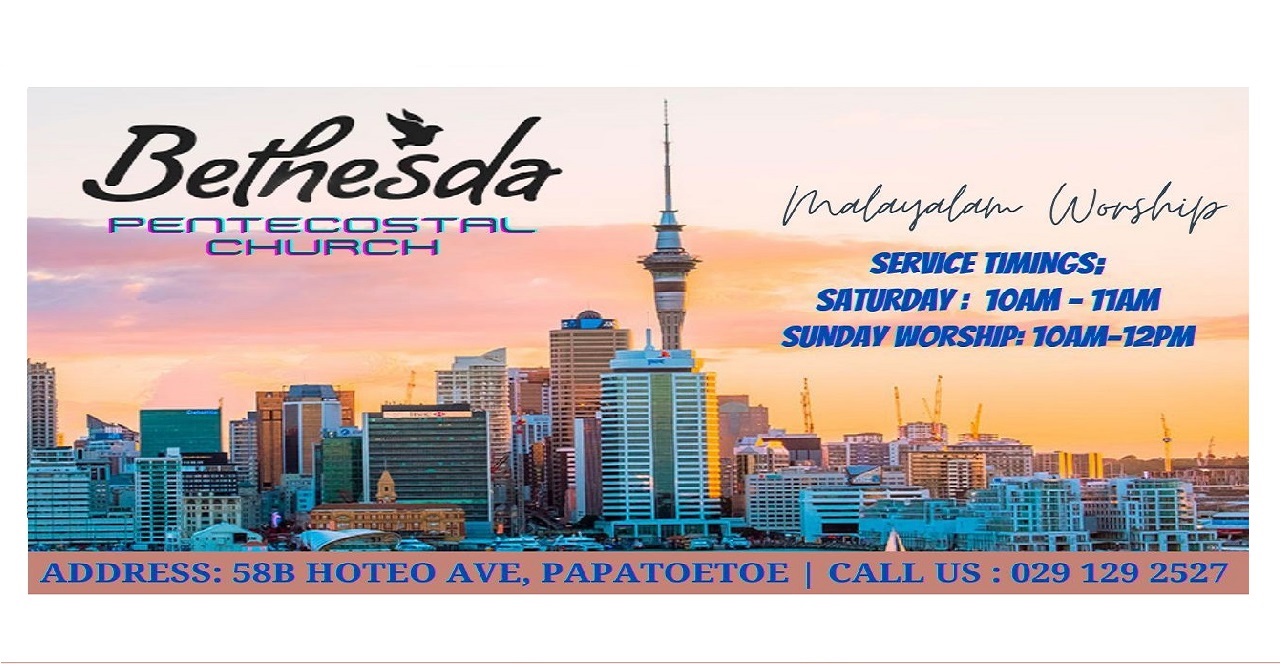 Bethesda
PENTECOSTAL
CHURCH
Malayalam Worship
SERVICE TIMINGS:
SATURDAY : 10AM - 11AM
SUNDAY WORSHIP: 10AM-12PM
ADDRESS: 58B HOTEO AVE, PAPATOETOE | CALL US : 029 129 2527